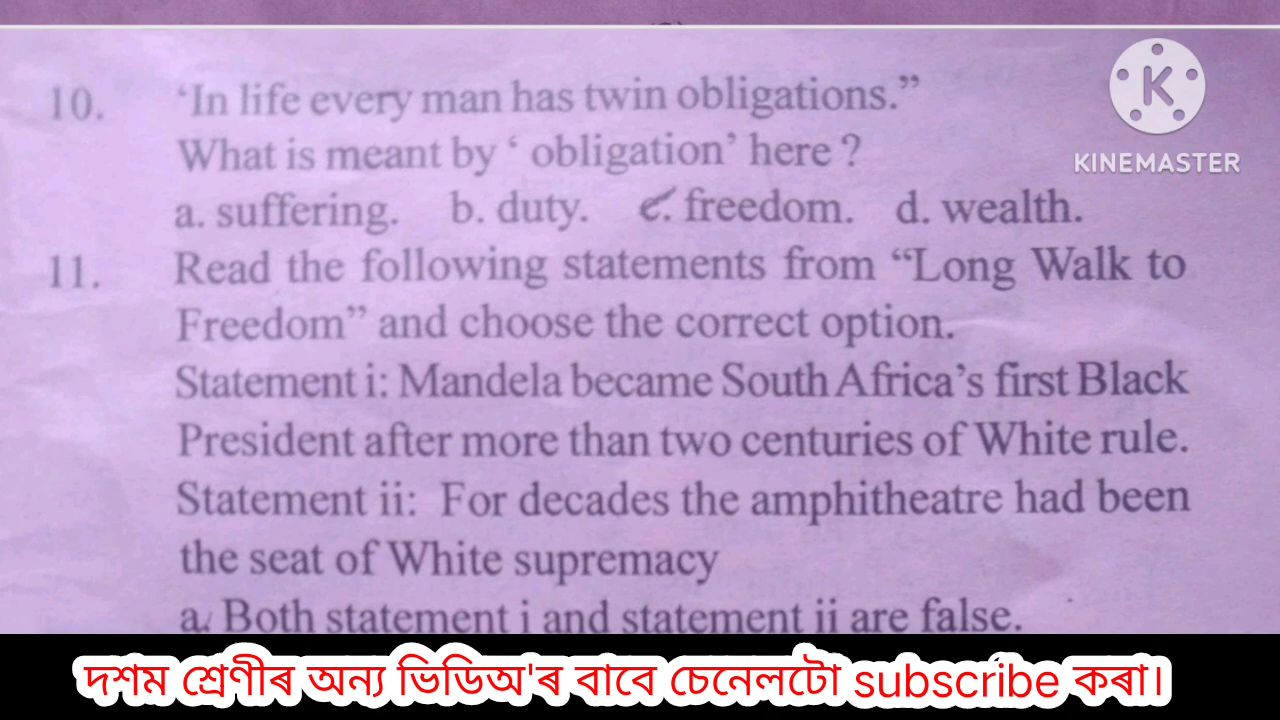 10. ‘In life every man has twin obligations.”
What is meant by ‘ obligation’ here ?
a. suffering. b. duty. c. freedom. d. wealth.
11. Read the following statements from “Long Walk to
Freedom” and choose the correct option.
Statement i: Mandela became South Africa’s first Black
President after more than two centuries of White rule.
Statement ii: For decades the amphitheatre had been
the seat of White supremacy
a. Both statement i and statement ii are false.
K
KINEMASTER
দশম শ্ৰেণীৰ অন্য ভিডিঅ'ৰ বাবে চেনেলটো subscribe কৰা।